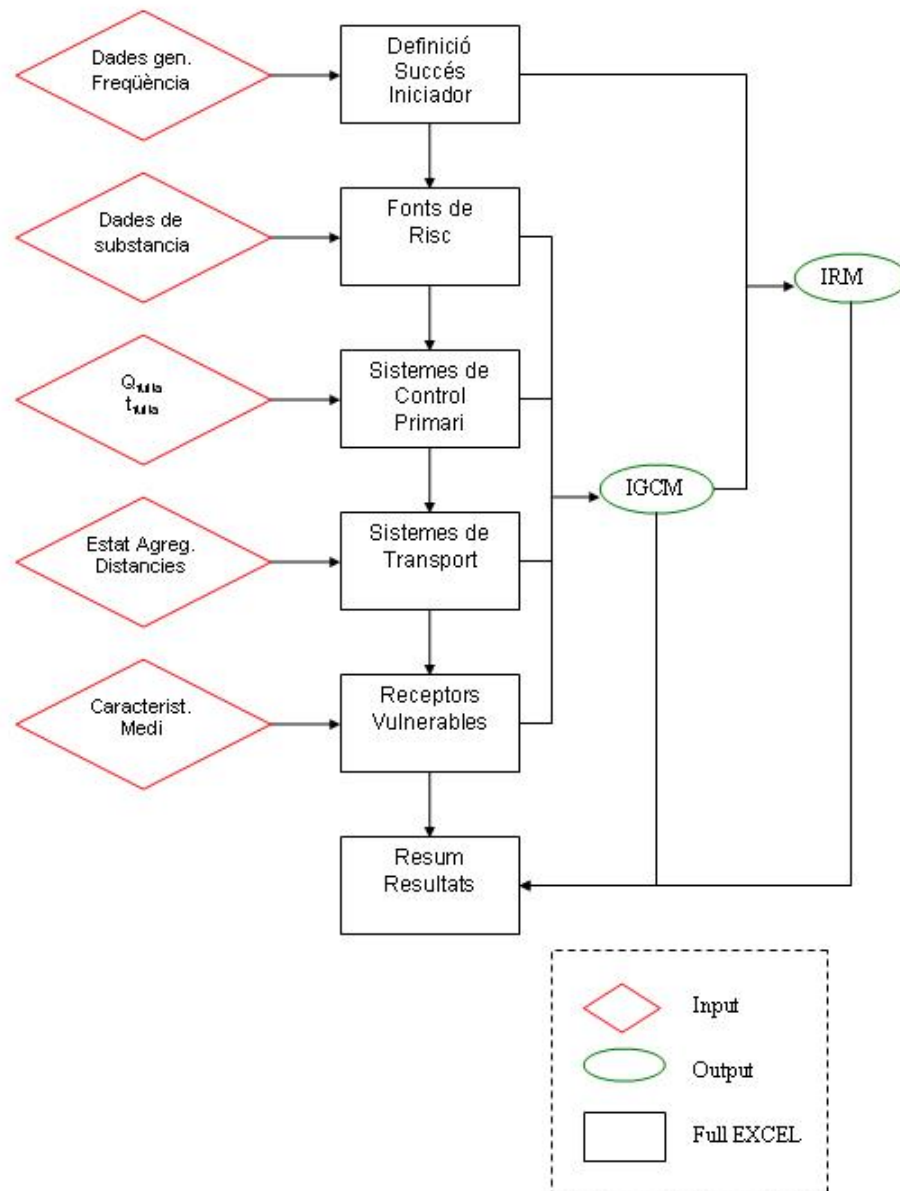 Dades gen.
Freqüència
Definició
Succés
Iniciador
Dades de
substancia
Fonts de
Risc
IRM
Q
t
Sistemes de
Control
Primari
IGCM
Estat Agreg.
Distancies
Sistemes de
Transport
Caracterist.
Medi
Receptors
Vulnerables
Resum
Resultats
Input
Output
Full EXCEL